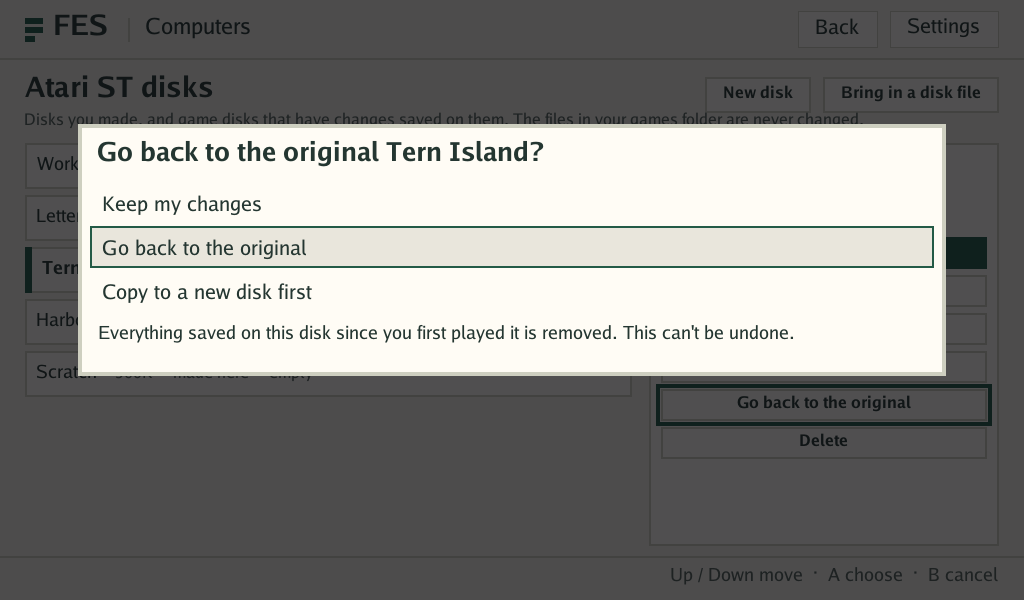 FES
Computers
Back
Settings
Atari ST disks
New disk
Bring in a disk file
Disks you made, and game disks that have changes saved on them. The files in your games folder are never changed.
Go back to the original Tern Island?
Keep my changes
Go back to the original
Copy to a new disk first
Everything saved on this disk since you first played it is removed. This can't be undone.
Work
Tern
Go back to the original
Delete
Up / Down move · A choose · B cancel